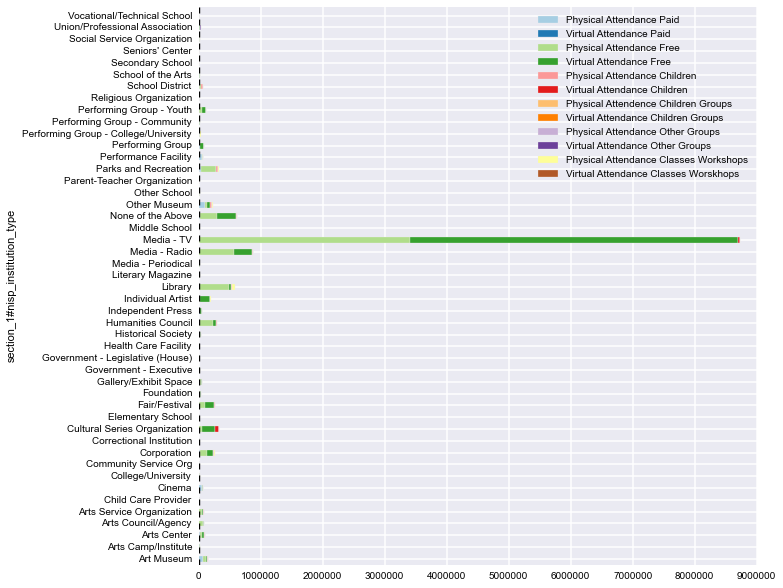 section_1#nisp_institution_type
Vocational/Technical School
Union/Professional Association
Social Service Organization
Seniors' Center
Secondary School
School of the Arts
School District
Religious Organization
Performing Group - Youth
Performing Group - Community
Performing Group - College/University
Performing Group
Performance Facility
Parks and Recreation
Parent-Teacher Organization
Other School
Other Museum
None of the Above
Middle School
Media - TV
Media - Radio
Media - Periodical
Literary Magazine
Library
Individual Artist
Independent Press
Humanities Council
Historical Society
Health Care Facility
Government - Legislative (House)
Government - Executive
Gallery/Exhibit Space
Foundation
Fair/Festival
Elementary School
Cultural Series Organization
Correctional Institution
Corporation
Community Service Org
College/University
Cinema
Child Care Provider
Arts Service Organization
Arts Council/Agency
Arts Center
Arts Camp/Institute
Art Museum
0 1000000 2000000 3000000 4000000 5000000 6000000 7000000 8000000 9000000
Physical Attendance Paid
Virtual Attendance Paid
Physical Attendance Free
Virtual Attendance Free
Physical Attendance Children
Virtual Attendance Children
Physical Attendence Children Groups
Virtual Attendance Children Groups
Physical Attendance Other Groups
Virtual Attendance Other Groups
Physical Attendance Classes Workshops
Virtual Attendance Classes Worskhops